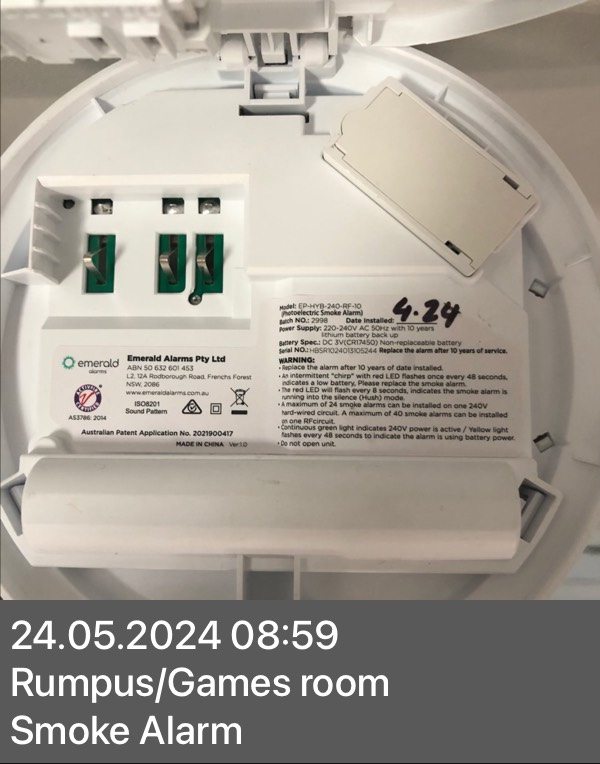 Model: EP-HYB-240-RF-10
(Photoelectric Smoke Alarm)
Batch NO.: 2998 Date Installed: 4.24
Power Supply: 220-240V AC 50Hz with 10 years
lithium battery back up
Battery Spec.: DC 3V(CR17450) Non-replaceable battery
Serial NO.: HBSR1024013105244 Replace the alarm after 10 years of service.
WARNING:
• Replace the alarm after 10 years of date installed.
• An intermittent "chirp" with red LED flashes once every 48 seconds,
indicates a low battery, Please replace the smoke alarm.
• The red LED will flash every 8 seconds, indicates the smoke alarm is
running into the silence (Hush) mode.
• A maximum of 24 smoke alarms can be installed on one 240V
hard-wired circuit. A maximum of 40 smoke alarms can be installed
on one RFcircuit.
• Continuous green light indicates 240V power is active / Yellow light
flashes every 48 seconds to indicate the alarm is using battery power.
• Do not open unit.
emerald
alarms
Emerald Alarms Pty Ltd
ABN 50 632 601 453
L2, 12A Rodborough Road, Frenchs Forest
NSW, 2086
www.emeraldalarms.com.au
ISO8201
Sound Pattern
ACTIVFIRE
CERTIFIED
AS3786: 2014
Australian Patent Application No. 2021900417
MADE IN CHINA Ver1.0
24.05.2024 08:59
Rumpus/Games room
Smoke Alarm